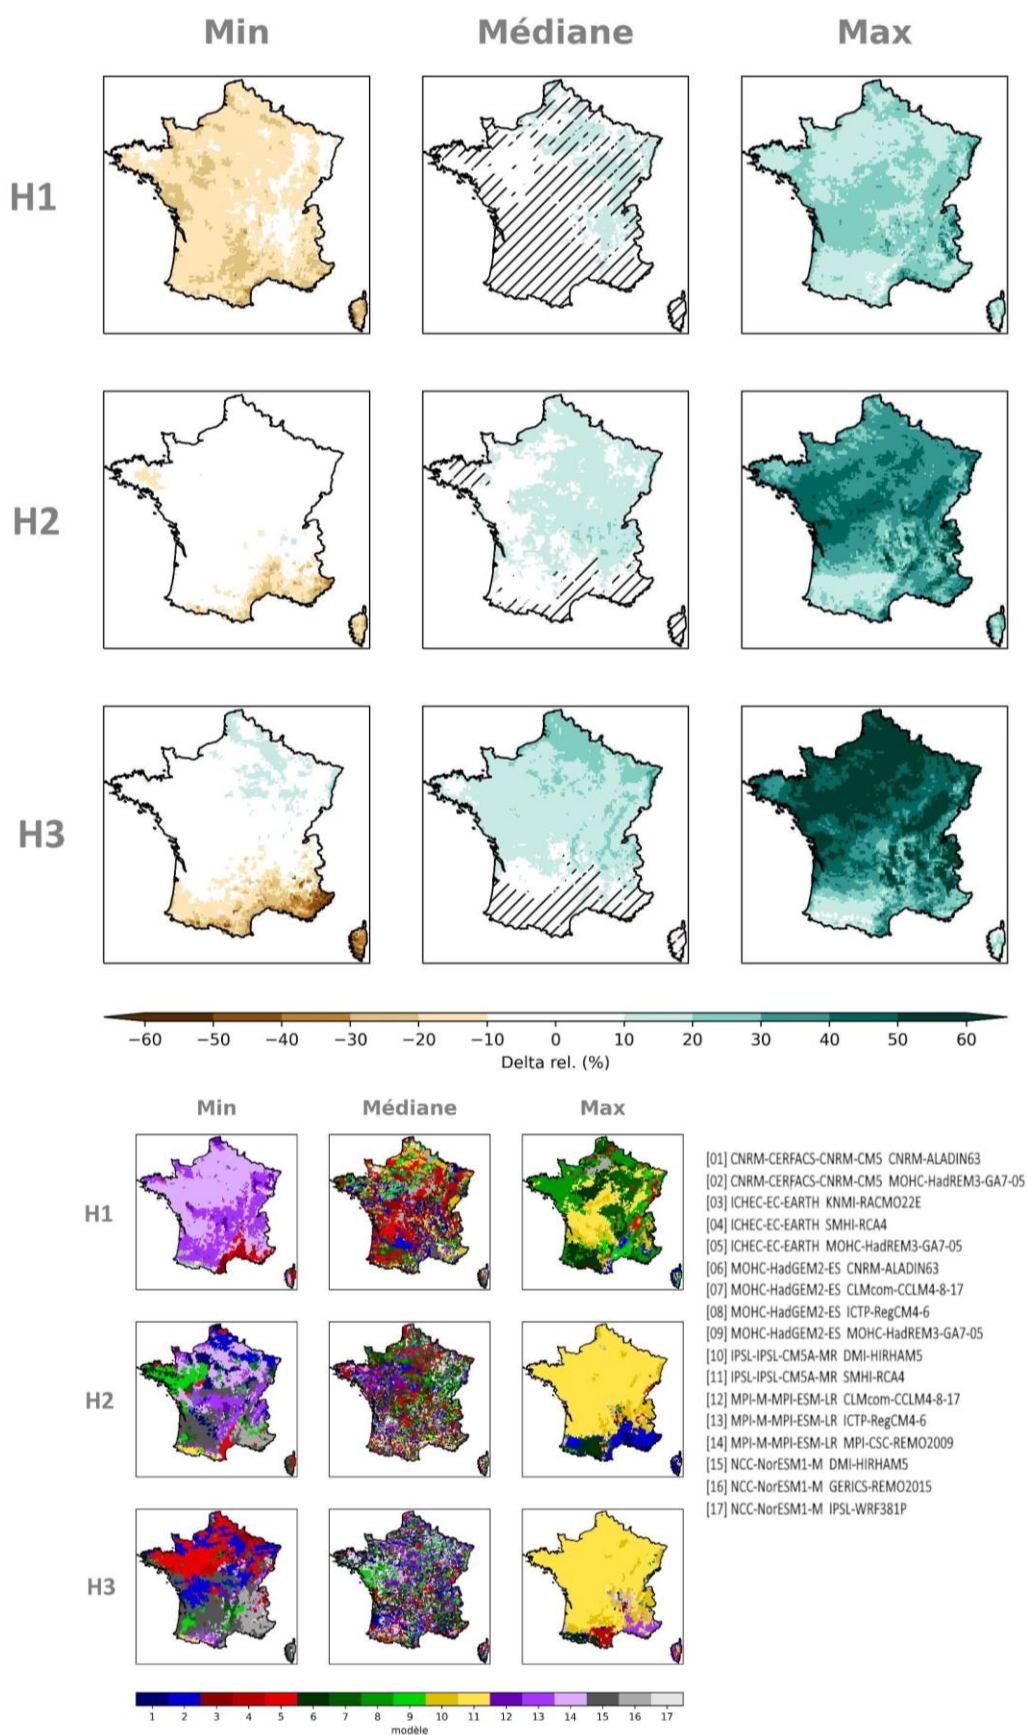 Min Médiane Max
H1
H2
H3
−60 −50 −40 −30 −20 −10 0 10 20 30 40 50 60
Delta rel. (%)
Min Médiane Max
H1
H2
H3
[01] CNRM-CERFACS-CNRM-CM5 CNRM-ALADIN63
[02] CNRM-CERFACS-CNRM-CM5 MOHC-HadREM3-GA7-05
[03] ICHEC-EC-EARTH KNMI-RACMO22E
[04] ICHEC-EC-EARTH SMHI-RCA4
[05] ICHEC-EC-EARTH MOHC-HadREM3-GA7-05
[06] MOHC-HadGEM2-ES CNRM-ALADIN63
[07] MOHC-HadGEM2-ES CLMcom-CCLM4-8-17
[08] MOHC-HadGEM2-ES ICTP-RegCM4-6
[09] MOHC-HadGEM2-ES MOHC-HadREM3-GA7-05
[10] IPSL-IPSL-CM5A-MR DMI-HIRHAM5
[11] IPSL-IPSL-CM5A-MR SMHI-RCA4
[12] MPI-M-MPI-ESM-LR CLMcom-CCLM4-8-17
[13] MPI-M-MPI-ESM-LR ICTP-RegCM4-6
[14] MPI-M-MPI-ESM-LR MPI-CSC-REMO2009
[15] NCC-NorESM1-M DMI-HIRHAM5
[16] NCC-NorESM1-M GERICS-REMO2015
[17] NCC-NorESM1-M IPSL-WRF381P
1 2 3 4 5 6 7 8 9 10 11 12 13 14 15 16 17
modèle